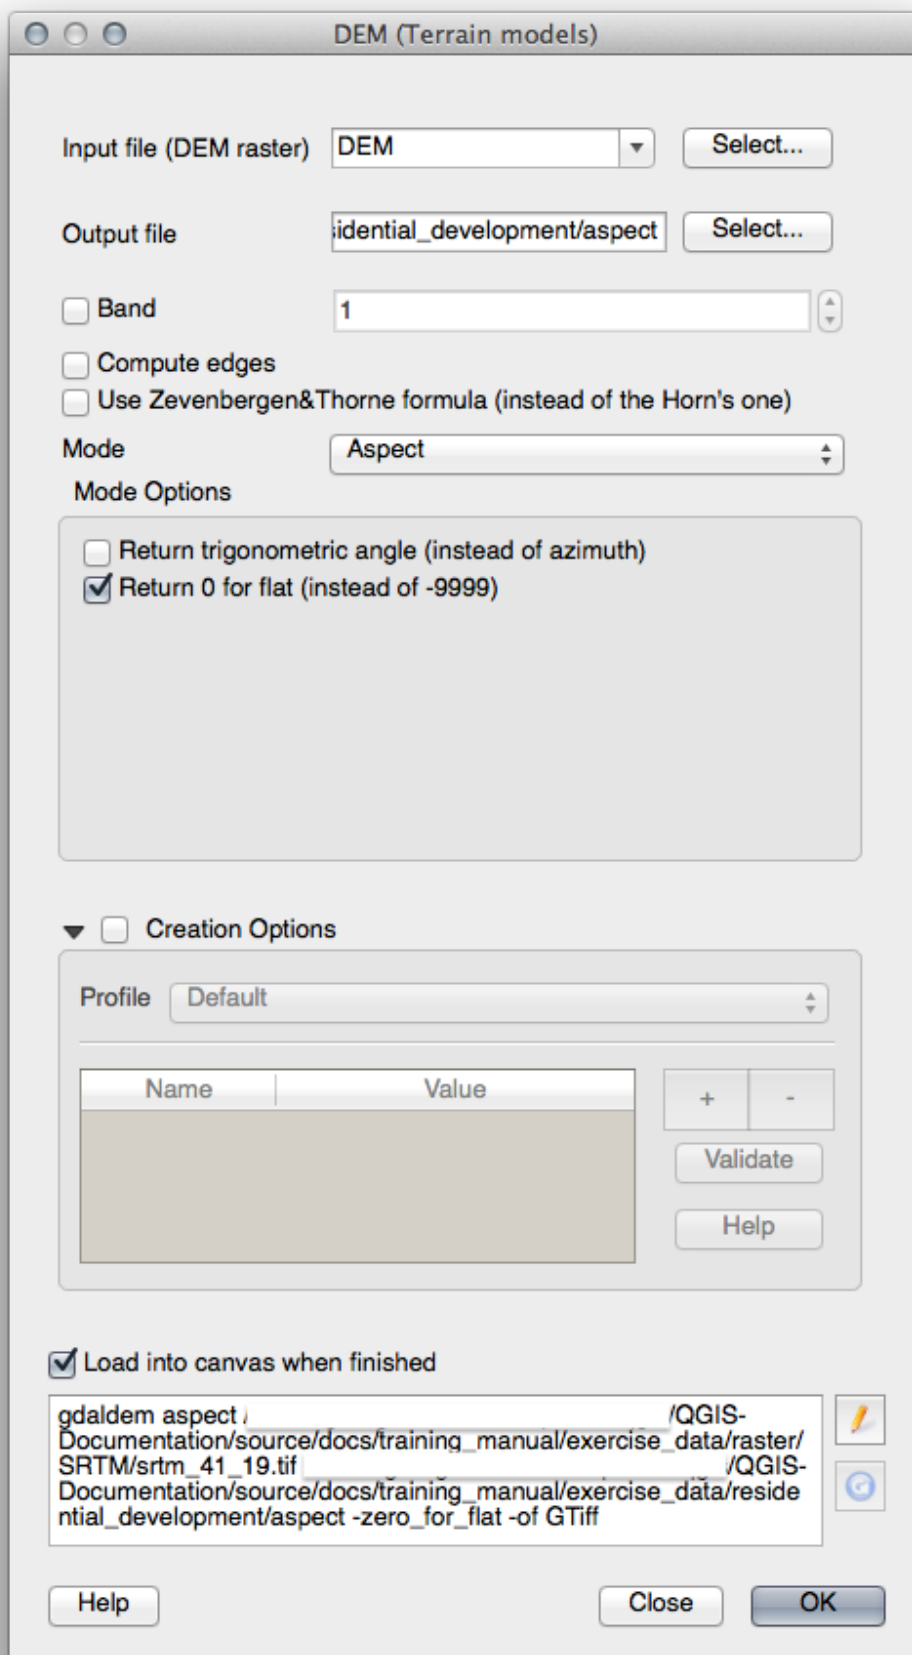 DEM (Terrain models)
Input file (DEM raster) DEM Select...
Output file sidential_development/aspect Select...
Band 1
Compute edges
Use Zevenbergen&Thorne formula (instead of the Horn's one)
Mode Aspect
Mode Options
Return trigonometric angle (instead of azimuth)
Return 0 for flat (instead of -9999)
Creation Options
Profile Default
Name Value + -
Validate
Help
Load into canvas when finished
gdaldem aspect /QGIS-
Documentation/source/docs/training_manual/exercise_data/raster/
SRTM/srtm_41_19.tif /QGIS-
Documentation/source/docs/training_manual/exercise_data/reside
ntial_development/aspect -zero_for_flat -of GTiff
Help Close OK